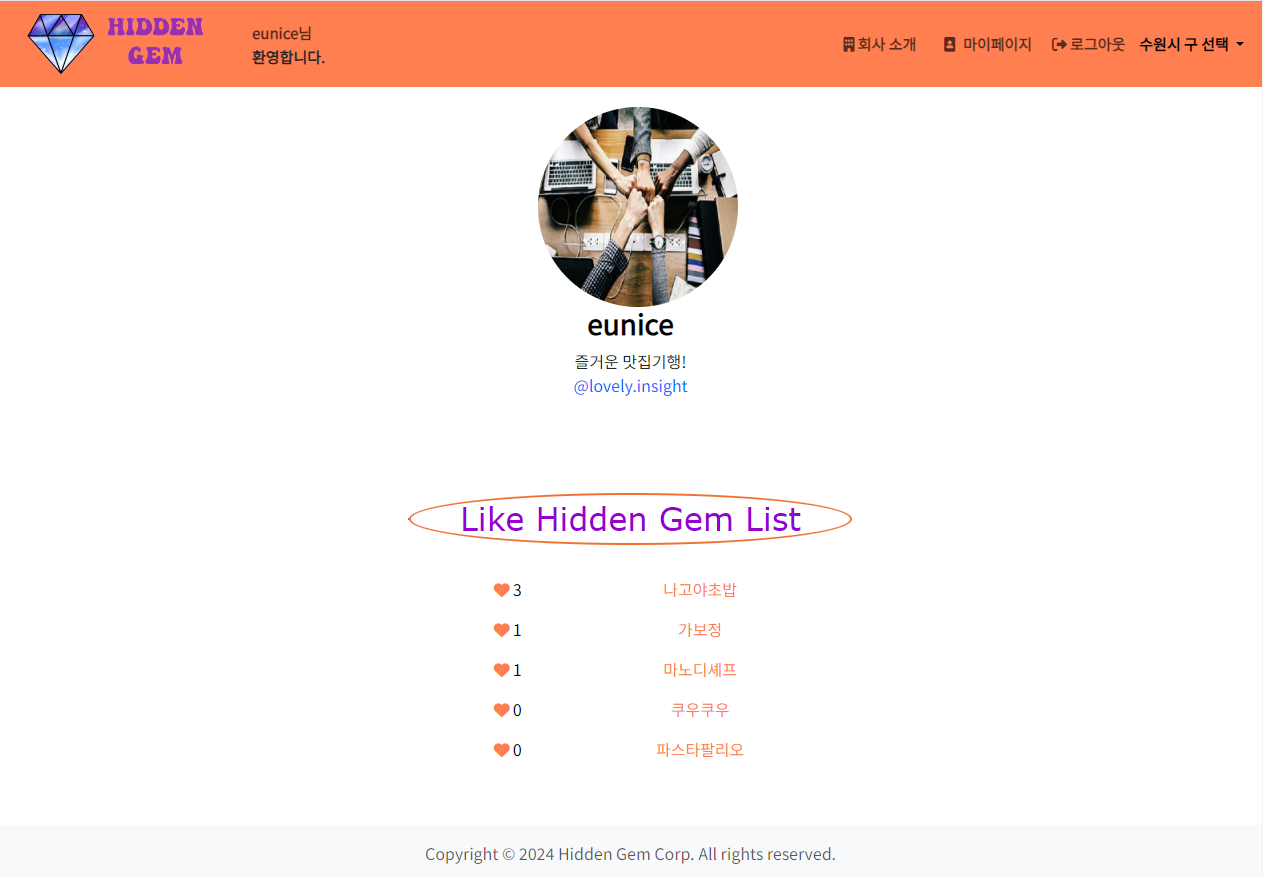 HIDDEN
GEM
eunice님
환영합니다.
회사 소개
마이페이지
로그아웃
수원시 구 선택
eunice
즐거운 맛집기행!
@lovely.insight
Like Hidden Gem List
3 나고야초밥
1 가보정
1 마노디셰프
0 쿠우쿠우
0 파스타팔리오
Copyright © 2024 Hidden Gem Corp. All rights reserved.